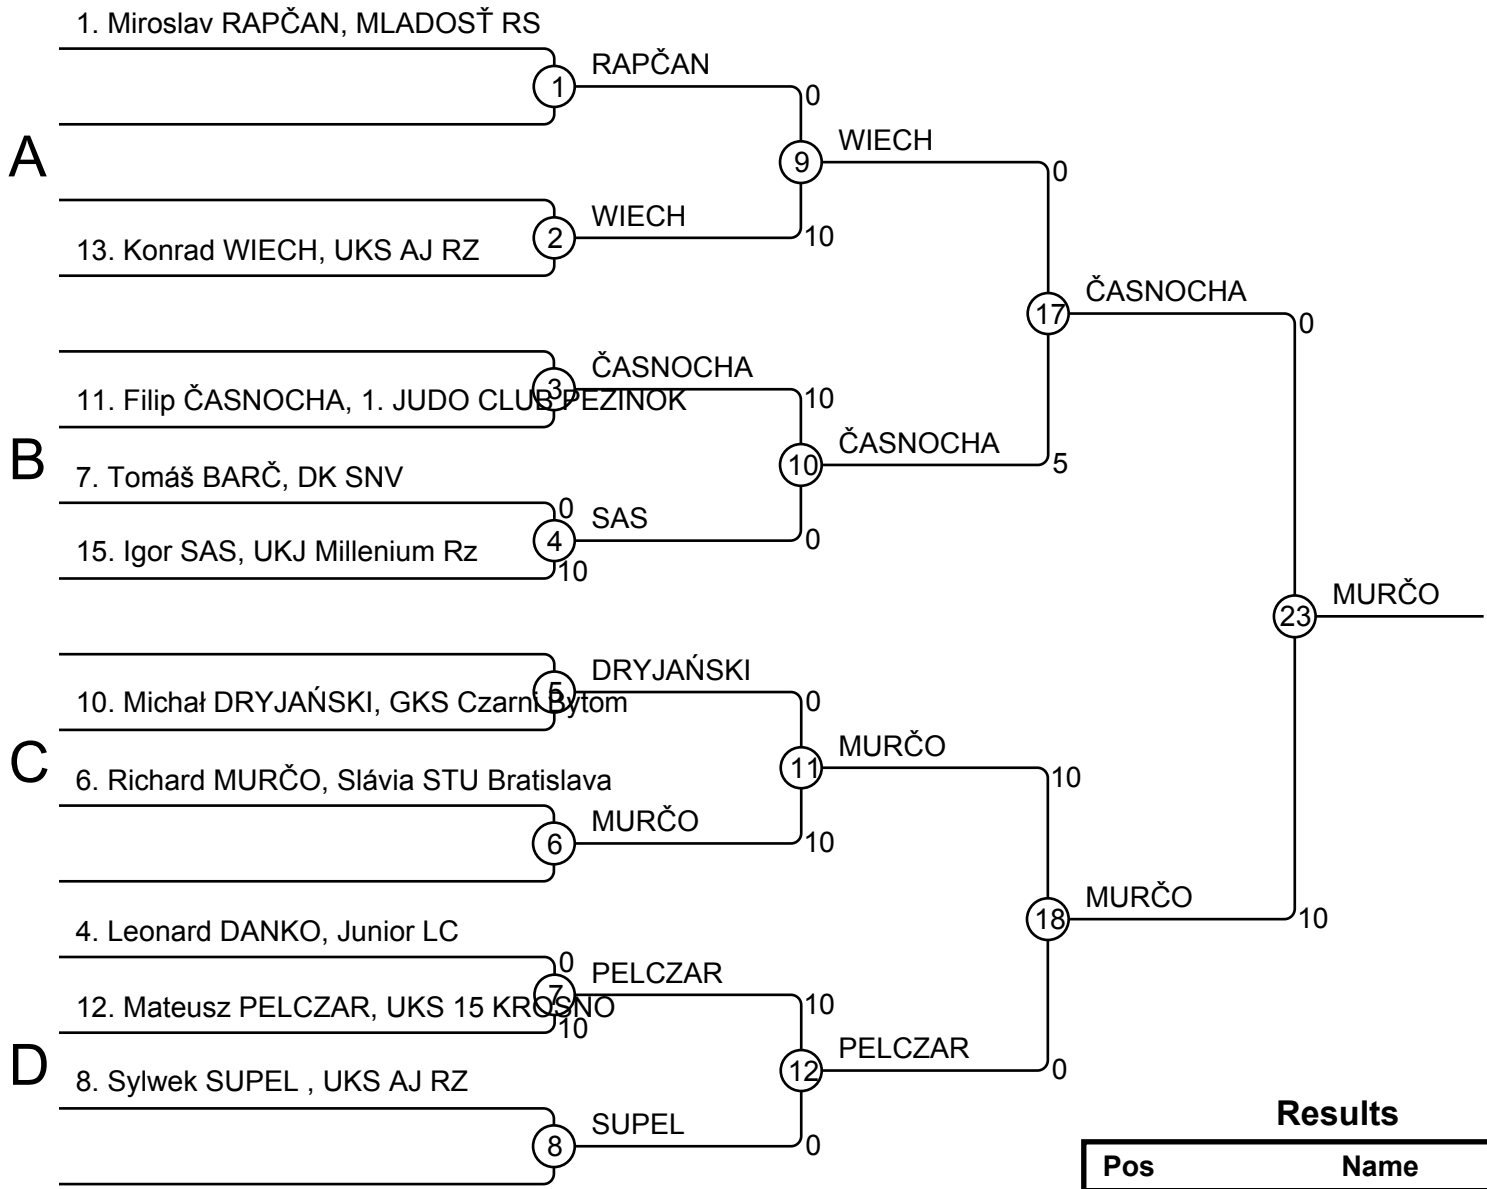 1. Miroslav RAPČAN, MLADOSŤ RS
1
RAPČAN
0
A
9
WIECH
0
2
WIECH
10
13. Konrad WIECH, UKS AJ RZ
17
ČASNOCHA
0
3
ČASNOCHA
10
11. Filip ČASNOCHA, 1. JUDO CLUB PEZINOK
B
10
ČASNOCHA
5
7. Tomáš BARČ, DK SNV
0
4
SAS
0
15. Igor SAS, UKJ Millenium Rz
10
23
MURČO
5
DRYJAŃSKI
0
10. Michał DRYJAŃSKI, GKS Czarni Bytom
C
11
MURČO
10
6. Richard MURČO, Slávia STU Bratislava
6
MURČO
10
18
MURČO
10
4. Leonard DANKO, Junior LC
0
7
PELCZAR
10
12. Mateusz PELCZAR, UKS 15 KROSNO
10
D
12
PELCZAR
0
8. Sylwek SUPEL , UKS AJ RZ
8
SUPEL
0
Results
Pos Name